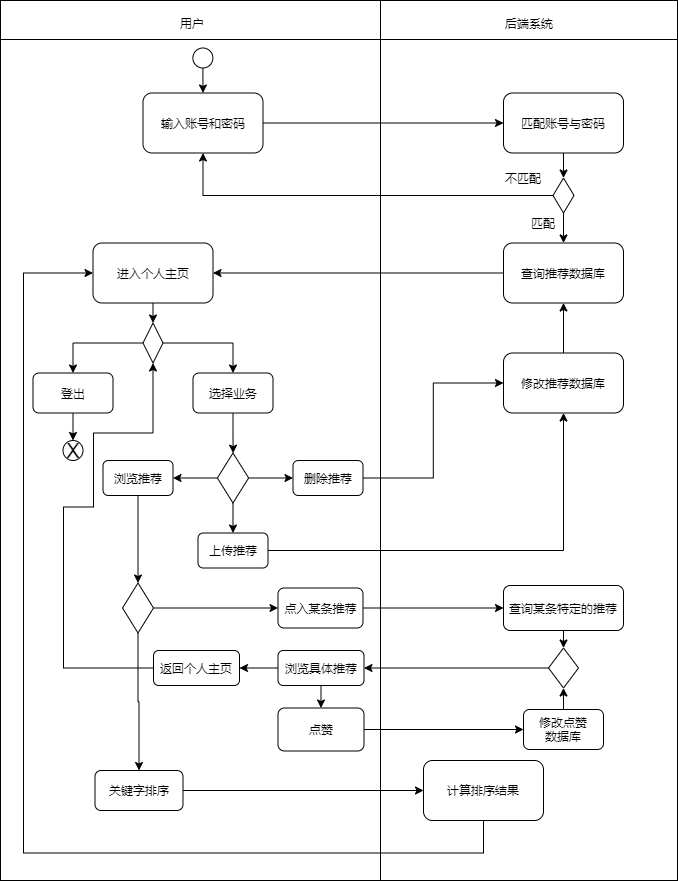 用户
后端系统
输入账号和密码
匹配账号与密码
不匹配
匹配
进入个人主页
查询推荐数据库
登出
选择业务
修改推荐数据库
X
浏览推荐
删除推荐
上传推荐
点入某条推荐
查询某条特定的推荐
返回个人主页
浏览具体推荐
点赞
修改点赞
数据库
关键字排序
计算排序结果